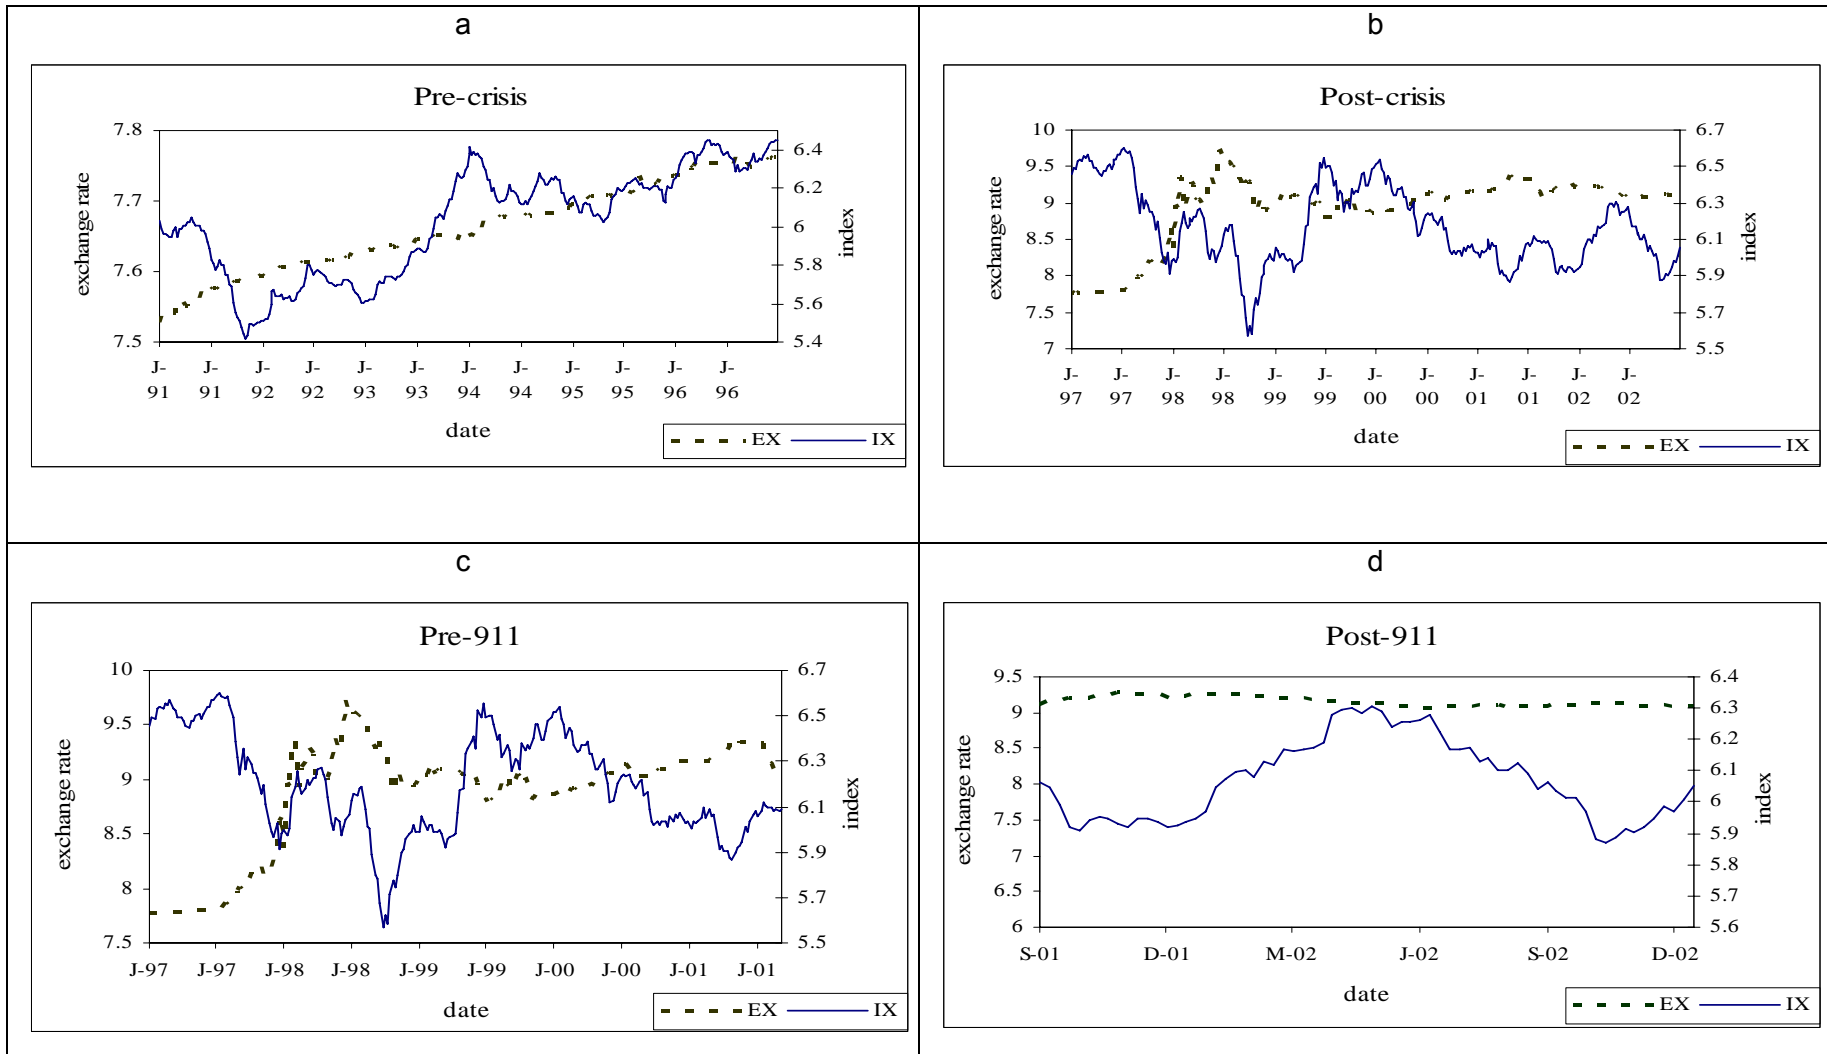 a
Pre-crisis
7.8
7.7
7.6
7.5
exchange rate
6.4
6.2
6
5.8
5.6
5.4
index
J- J- J- J- J- J- J- J- J- J- J- J-
91 91 92 92 93 93 94 94 95 95 96 96
date
EX IX
b
Post-crisis
10
9.5
9
8.5
8
7.5
7
exchange rate
6.7
6.5
6.3
6.1
5.9
5.7
5.5
index
J- J- J- J- J- J- J- J- J- J- J- J-
97 97 98 98 99 99 00 00 01 01 02 02
date
EX IX
c
Pre-911
10
9.5
9
8.5
8
7.5
exchange rate
6.7
6.5
6.3
6.1
5.9
5.7
5.5
index
J-97 J-97 J-98 J-98 J-99 J-99 J-00 J-00 J-01 J-01
date
EX IX
d
Post-911
9.5
9
8.5
8
7.5
7
6.5
6
exchange rate
6.4
6.3
6.2
6.1
6
5.9
5.8
5.7
5.6
index
S-01 D-01 M-02 J-02 S-02 D-02
date
EX IX